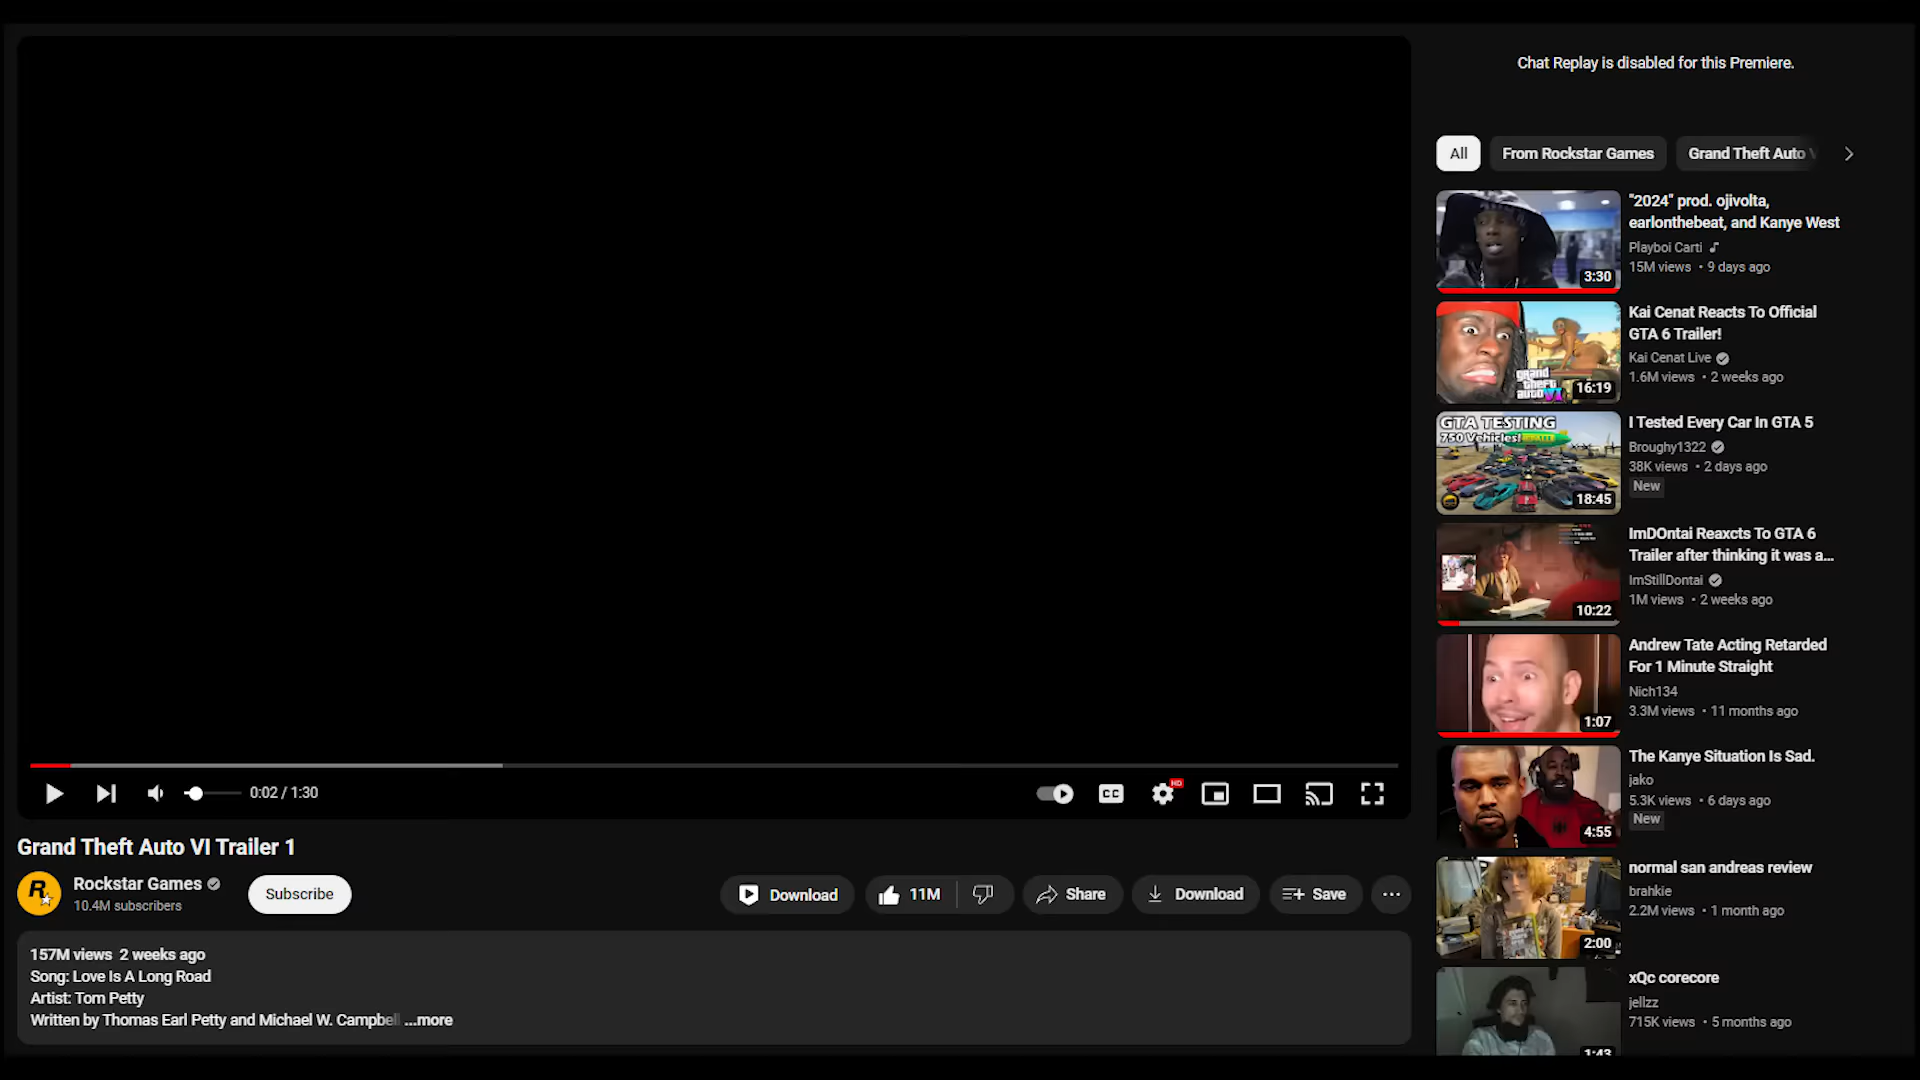 Chat Replay is disabled for this Premiere.
All
From Rockstar Games
Grand Theft Auto V
"2024" prod. ojivolta,
earlonthebeat, and Kanye West
Playboi Carti
15M views • 9 days ago
3:30
Kai Cenat Reacts To Official
GTA 6 Trailer!
Kai Cenat Live
1.6M views • 2 weeks ago
grand
theft
auto VI
16:19
I Tested Every Car In GTA 5
Broughy1322
38K views • 2 days ago
New
GTA TESTING
750 Vehicles!
18:45
ImDOntai Reaxcts To GTA 6
Trailer after thinking it was a...
ImStillDontai
1M views • 2 weeks ago
10:22
Andrew Tate Acting Retarded
For 1 Minute Straight
Nich134
3.3M views • 11 months ago
1:07
The Kanye Situation Is Sad.
jako
5.3K views • 6 days ago
New
4:55
normal san andreas review
brahkie
2.2M views • 1 month ago
2:00
xQc corecore
jellzz
715K views • 5 months ago
1:43
0:02 / 1:30
CC
HD
Grand Theft Auto VI Trailer 1
R
Rockstar Games
10.4M subscribers
Subscribe
Download
11M
Share
Download
Save
157M views 2 weeks ago
Song: Love Is A Long Road
Artist: Tom Petty
Written by Thomas Earl Petty and Michael W. Campbell ...more